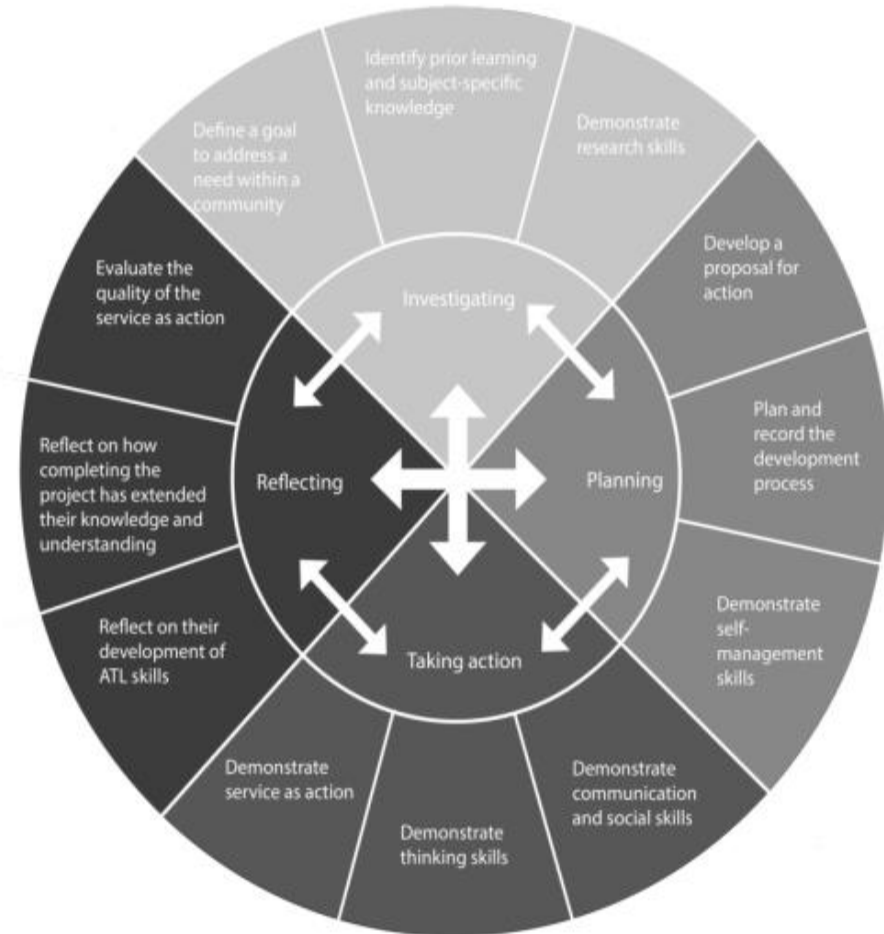 Identify prior learning
and subject-specific
knowledge
Define a goal
to address a
need within a
community
Demonstrate
research skills
Evaluate the
quality of the
service as action
Develop a
proposal for
action
Investigating
Reflect on how
completing the
project has extended
their knowledge and
understanding
Reflecting
Planning
Plan and
record the
development
process
Reflect on their
development of
ATL skills
Taking action
Demonstrate
self-
management
skills
Demonstrate
service as action
Demonstrate
thinking skills
Demonstrate
communication
and social skills